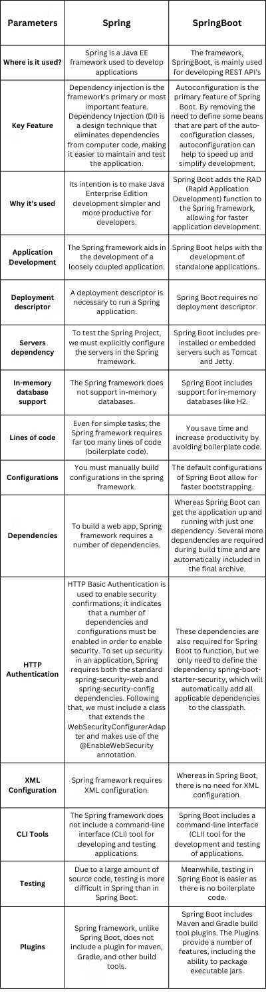 Parameters
Spring
SpringBoot
Where is it used?
Spring is a Java EE
framework used to develop
applications
The framework,
SpringBoot, is mainly used
for developing REST API's
Key Feature
Dependency injection is the
framework's primary or most
important feature.
Dependency Injection (DI) is
a design technique that
eliminates dependencies
from computer code, making
it easier to maintain and test
the application.
Autoconfiguration is the
primary feature of Spring
Boot. By removing the
need to define some beans
that are part of the auto-
configuration classes,
autoconfiguration can
help to speed up and
simplify development.
Why it's used
Its intention is to make Java
Enterprise Edition
development simpler and
more productive for
developers.
Spring Boot adds the RAD
(Rapid Application
Development) function to
the Spring framework,
allowing for faster
application development.
Application
Development
The Spring framework aids in
the development of a
loosely coupled application.
Spring Boot helps with the
development of
standalone applications.
Deployment
descriptor
A deployment descriptor is
necessary to run a Spring
application.
Spring Boot requires no
deployment descriptor.
Servers
dependency
To test the Spring Project,
we must explicitly configure
the servers in the Spring
framework.
Spring Boot includes pre-
installed or embedded
servers such as Tomcat
and Jetty.
In-memory
database
support
The Spring framework does
not support in-memory
databases.
Spring Boot includes
support for in-memory
databases like H2.
Lines of code
Even for simple tasks; the
Spring framework requires
far too many lines of code
(boilerplate code).
You save time and
increase productivity by
avoiding boilerplate code.
Configurations
You must manually build
configurations in the spring
framework.
The default configurations
of Spring Boot allow for
faster bootstrapping.
Dependencies
To build a web app, Spring
framework requires a
number of dependencies.
Whereas Spring Boot can
get the application up and
running with just one
dependency. Several more
dependencies are required
during build time and are
automatically included in
the final archive.
HTTP
Authentication
HTTP Basic Authentication is
used to enable security
confirmations; it indicates
that a number of
dependencies and
configurations must be
enabled in order to enable
security. To set up security
in an application, Spring
requires both the standard
spring-security-web and
spring-security-config
dependencies. Following
that, we must include a class
that extends the
WebSecurityConfigurerAdap
ter and makes use of the
@EnableWebSecurity
annotation.
These dependencies are
also required for Spring
Boot to function, but we
only need to define the
dependency spring-boot-
starter-security, which will
automatically add all
applicable dependencies
to the classpath.
XML
Configuration
Spring framework requires
XML configuration.
Whereas in Spring Boot,
there is no need for XML
configuration.
CLI Tools
The Spring framework does
not include a command-line
interface (CLI) tool for
developing and testing
applications.
Spring Boot includes a
command-line interface
(CLI) tool for the
development and testing
of applications.
Testing
Due to a large amount of
source code, testing is more
difficult in Spring than in
Spring Boot.
Meanwhile, testing in
Spring Boot is easier as
there is no boilerplate
code.
Plugins
Spring framework, unlike
Spring Boot, does not
include a plugin for maven,
Gradle, and other build
tools.
Spring Boot includes
Maven and Gradle build
tool plugins. The Plugins
provide a number of
features, including the
ability to package
executable jars.